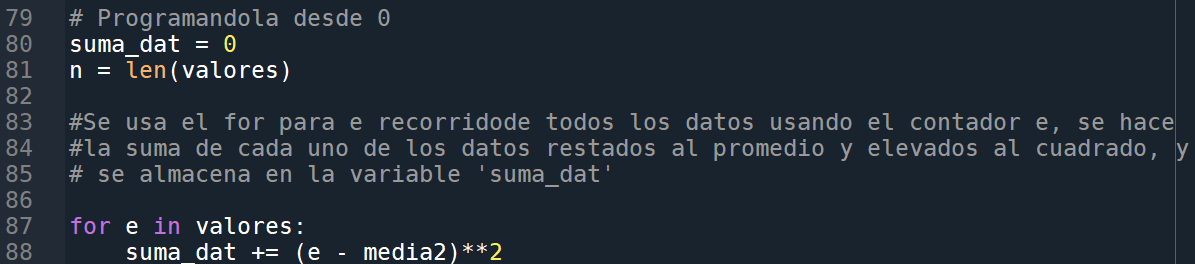 79 # Programandola desde 0
80 suma_dat = 0
81 n = len(valores)
82
83 #Se usa el for para e recorridode todos los datos usando el contador e, se hace
84 #la suma de cada uno de los datos restados al promedio y elevados al cuadrado, y
85 # se almacena en la variable 'suma_dat'
86
87 for e in valores:
88     suma_dat += (e - media2)**2